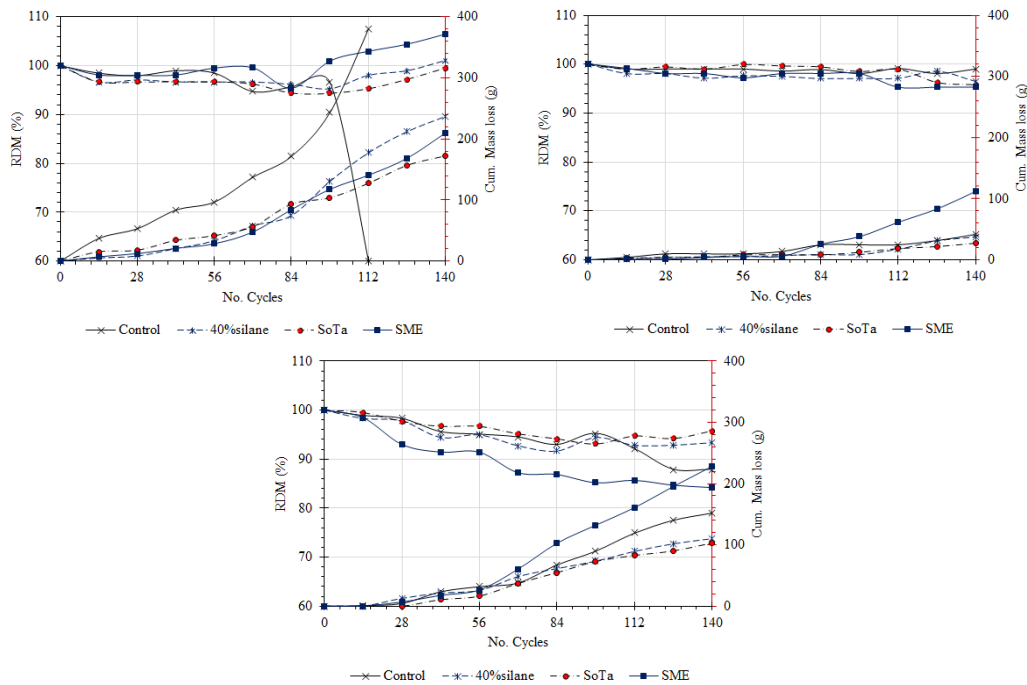 110
100
90
80
70
60
RDM (%)
400
300
200
100
0
Cum. Mass loss (g)
0 28 56 84 112 140
No. Cycles
Control 40%silane SoTa SME
110
100
90
80
70
60
RDM (%)
400
300
200
100
0
Cum. Mass loss (g)
0 28 56 84 112 140
No. Cycles
Control 40%silane SoTa SME
110
100
90
80
70
60
RDM (%)
400
300
200
100
0
Cum. Mass loss (g)
0 28 56 84 112 140
No. Cycles
Control 40%silane SoTa SME